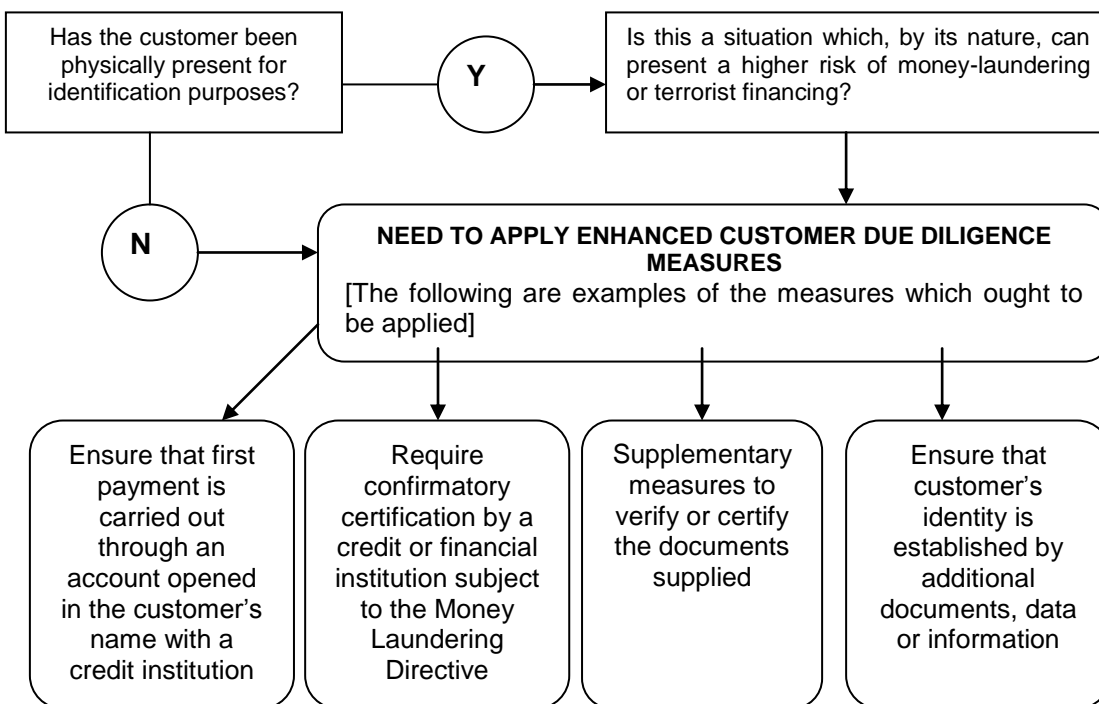 Has the customer been
physically present for
identification purposes?
Y
Is this a situation which, by its nature, can
present a higher risk of money-laundering
or terrorist financing?
N
NEED TO APPLY ENHANCED CUSTOMER DUE DILIGENCE
MEASURES
[The following are examples of the measures which ought to
be applied]
Ensure that first
payment is
carried out
through an
account opened
in the customer’s
name with a
credit institution
Require
confirmatory
certification by a
credit or financial
institution subject
to the Money
Laundering
Directive
Supplementary
measures to
verify or certify
the documents
supplied
Ensure that
customer’s
identity is
established by
additional
documents, data
or information